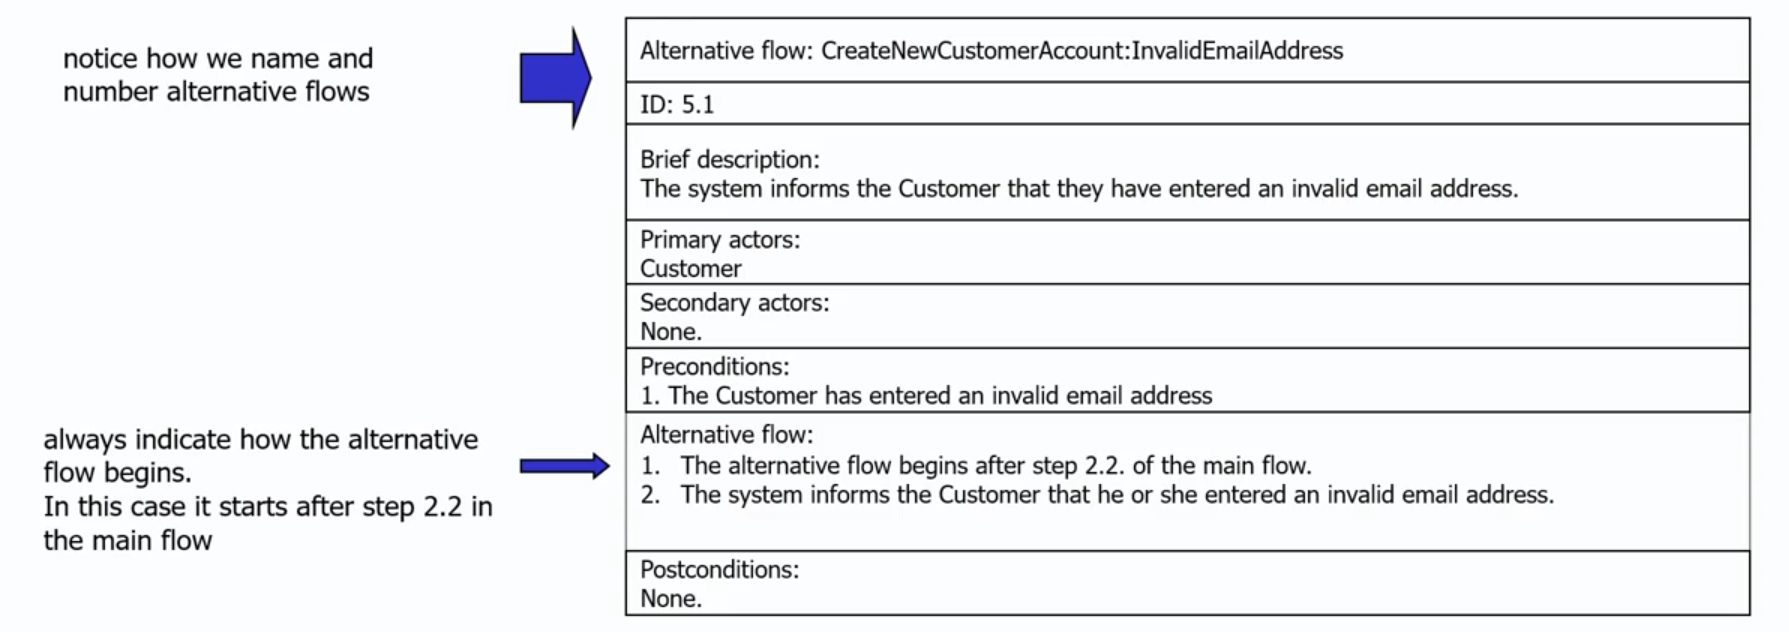 notice how we name and
number alternative flows
Alternative flow: CreateNewCustomerAccount:InvalidEmailAddress
ID: 5.1
Brief description:
The system informs the Customer that they have entered an invalid email address.
Primary actors:
Customer
Secondary actors:
None.
Preconditions:
1. The Customer has entered an invalid email address
always indicate how the alternative
flow begins.
In this case it starts after step 2.2 in
the main flow
Alternative flow:
1. The alternative flow begins after step 2.2. of the main flow.
2. The system informs the Customer that he or she entered an invalid email address.
Postconditions:
None.